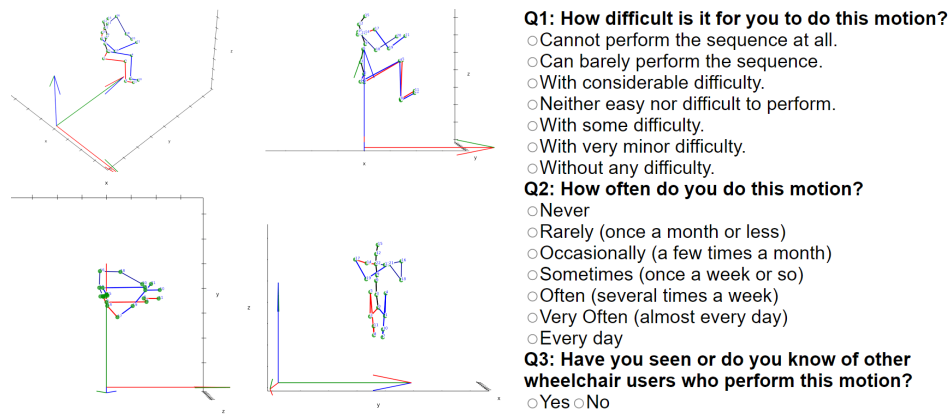 Q1: How difficult is it for you to do this motion?
Cannot perform the sequence at all.
Can barely perform the sequence.
With considerable difficulty.
Neither easy nor difficult to perform.
With some difficulty.
With very minor difficulty.
Without any difficulty.
Q2: How often do you do this motion?
Never
Rarely (once a month or less)
Occasionally (a few times a month)
Sometimes (once a week or so)
Often (several times a week)
Very Often (almost every day)
Every day
Q3: Have you seen or do you know of other
wheelchair users who perform this motion?
Yes No
x
z
x
y
y
z
z
y
x